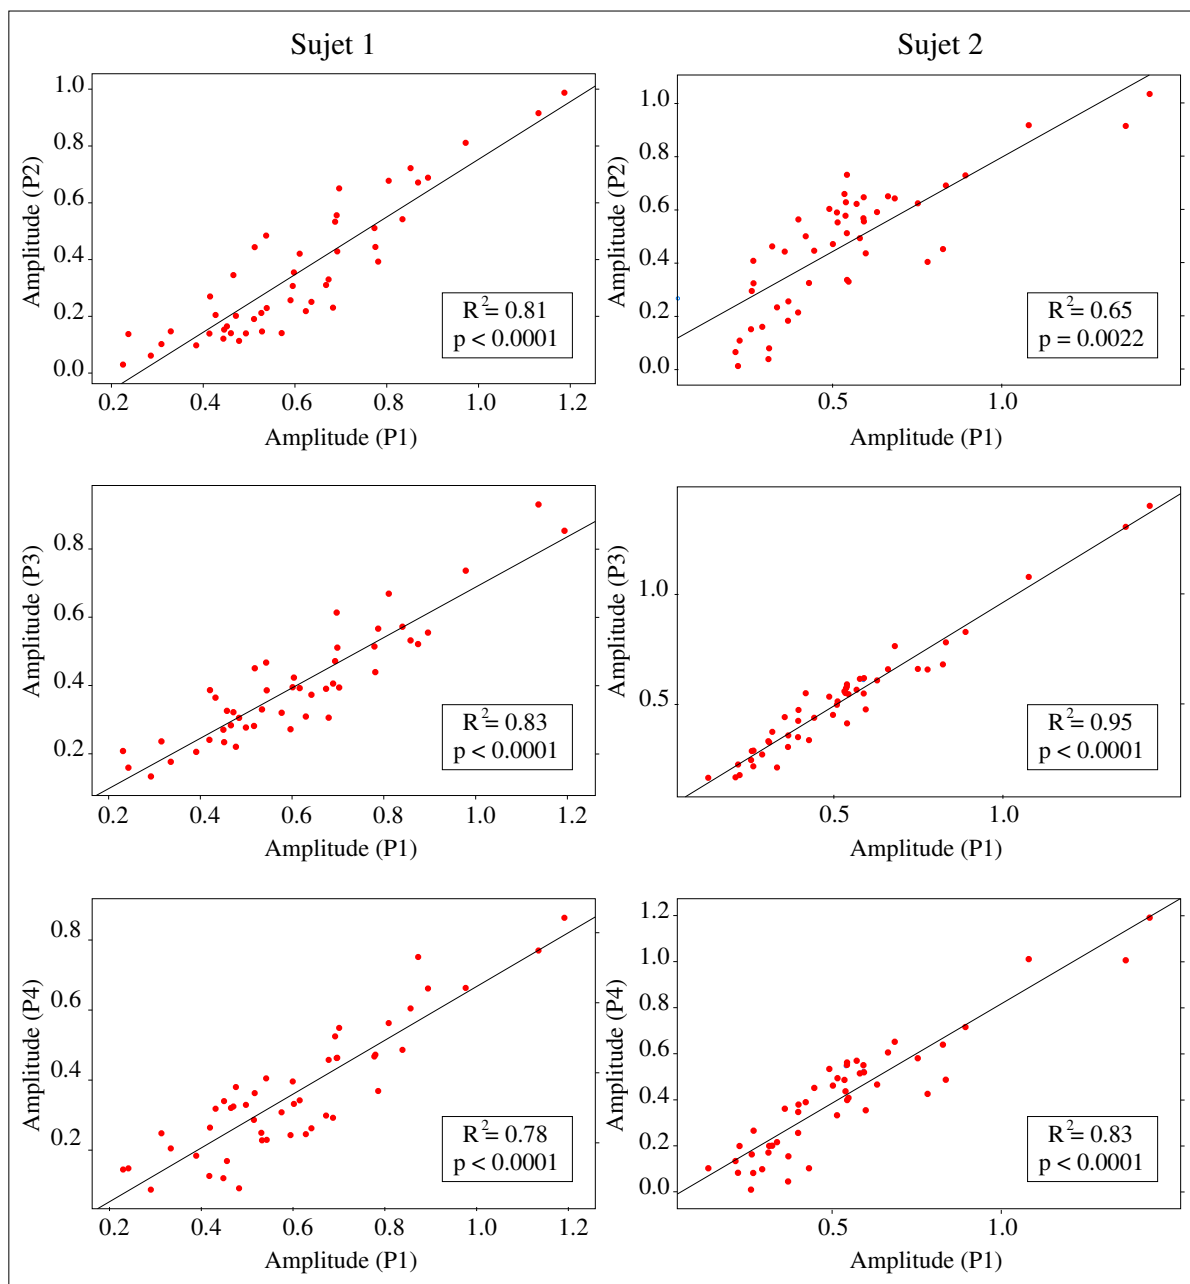 Sujet 1
Sujet 2
1.0
0.8
0.6
0.4
0.2
0.0
Amplitude (P2)
R²= 0.81
p < 0.0001
0.2 0.4 0.6 0.8 1.0 1.2
Amplitude (P1)
1.0
0.8
0.6
0.4
0.2
0.0
Amplitude (P2)
R²= 0.65
p = 0.0022
0.5 1.0
Amplitude (P1)
0.8
0.6
0.4
0.2
Amplitude (P3)
R²= 0.83
p < 0.0001
0.2 0.4 0.6 0.8 1.0 1.2
Amplitude (P1)
1.0
0.5
Amplitude (P3)
R²= 0.95
p < 0.0001
0.5 1.0
Amplitude (P1)
0.8
0.6
0.4
0.2
Amplitude (P4)
R²= 0.78
p < 0.0001
0.2 0.4 0.6 0.8 1.0 1.2
Amplitude (P1)
1.2
1.0
0.8
0.6
0.4
0.2
0.0
Amplitude (P4)
R²= 0.83
p < 0.0001
0.5 1.0
Amplitude (P1)